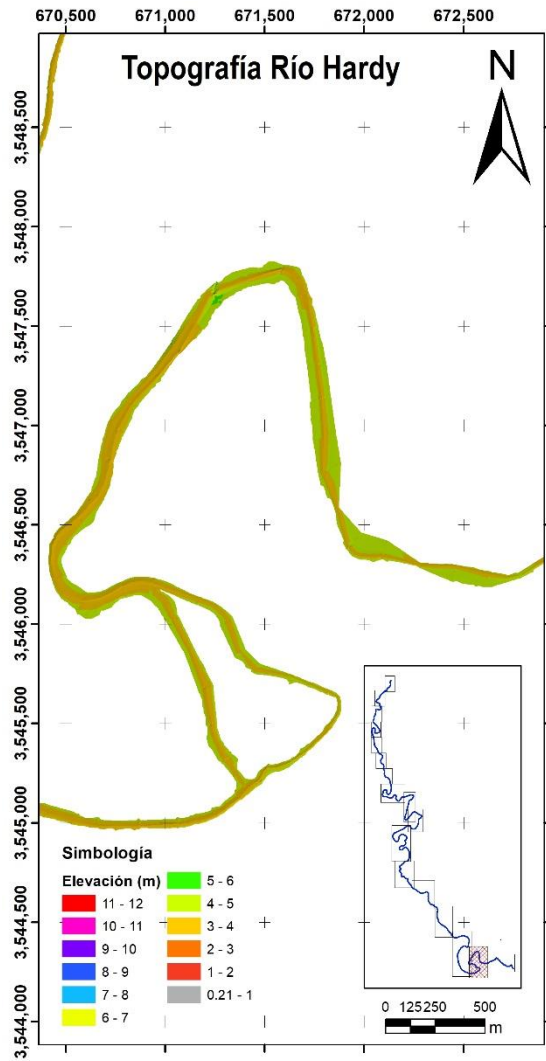 670,500 671,000 671,500 672,000 672,500
Topografía Río Hardy
N
3,548,500
3,548,000
3,547,500
3,547,000
3,546,500
3,546,000
3,545,500
3,545,000
3,544,500
3,544,000
Simbología
Elevación (m)
11 - 12
10 - 11
9 - 10
8 - 9
7 - 8
6 - 7
5 - 6
4 - 5
3 - 4
2 - 3
1 - 2
0.21 - 1
0 125250 500
m